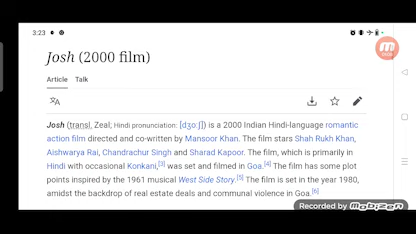 3:23
Josh (2000 film)
Article Talk
Josh (transl. Zeal; Hindi pronunciation: [dʒoːʃ]) is a 2000 Indian Hindi-language romantic
action film directed and co-written by Mansoor Khan. The film stars Shah Rukh Khan,
Aishwarya Rai, Chandrachur Singh and Sharad Kapoor. The film, which is primarily in
Hindi with occasional Konkani,[3] was set and filmed in Goa.[4] The film has some plot
points inspired by the 1961 musical West Side Story.[5] The film is set in the year 1980,
amidst the backdrop of real estate deals and communal violence in Goa.[6]
Recorded by mobizen